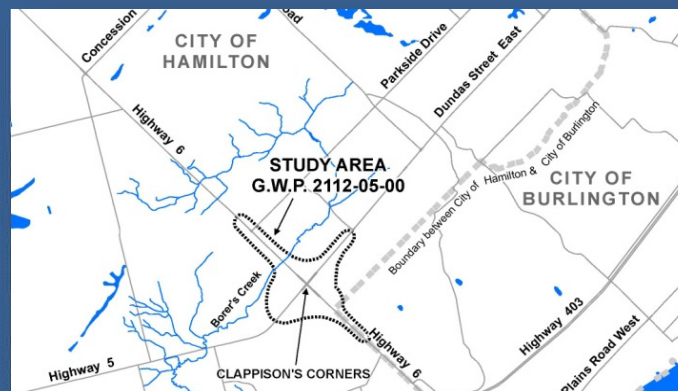 Concession
Road
CITY OF
HAMILTON
Parkside Drive
Dundas Street East
Highway 6
STUDY AREA
G.W.P. 2112-05-00
Boundary between City of Hamilton & City of Burlington
CITY OF
BURLINGTON
Borer's Creek
Highway 403
Highway 6
Plains Road West
Highway 5
CLAPPISON'S CORNERS